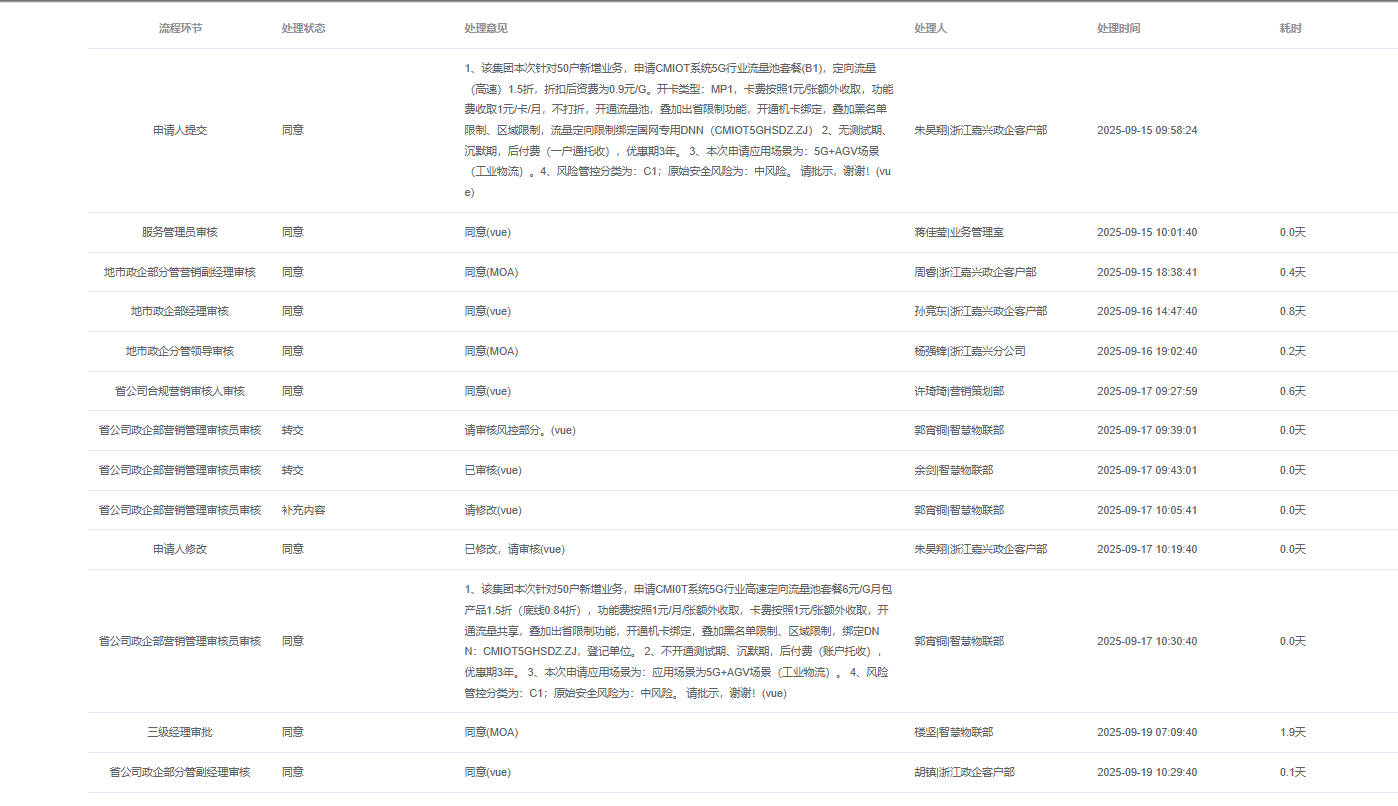 流程环节 处理状态 处理意见 处理人 处理时间 耗时
1、该集团本次针对50户新增业务，申请CMIOT系统5G行业流量池套餐(B1)，定向流量
（高速）1.5折，折扣后资费为0.9元/G。开卡类型：MP1，卡费按照1元/张额外收取，功能
费收取1元/卡/月，不打折，开通流量池，叠加出省限制功能，开通机卡绑定，叠加黑名单
申请人提交 同意 限制、区域限制，流量定向限制绑定国网专用DNN（CMIOT5GHSDZ.ZJ） 2、无测试期、 朱昊翔|浙江嘉兴政企客户部 2025-09-15 09:58:24
沉默期，后付费（一户通托收），优惠期3年。 3、本次申请应用场景为：5G+AGV场景
（工业物流）。4、风险管控分类为：C1；原始安全风险为：中风险。 请批示，谢谢！(vu
e)
服务管理员审核 同意 同意(vue) 蒋佳莹|业务管理室 2025-09-15 10:01:40 0.0天
地市政企部分管营销副经理审核 同意 同意(MOA) 周睿|浙江嘉兴政企客户部 2025-09-15 18:38:41 0.4天
地市政企部经理审核 同意 同意(vue) 孙竞东|浙江嘉兴政企客户部 2025-09-16 14:47:40 0.8天
地市政企分管领导审核 同意 同意(MOA) 杨强锋|浙江嘉兴分公司 2025-09-16 19:02:40 0.2天
省公司合规营销审核人审核 同意 同意(vue) 许琦琦|营销策划部 2025-09-17 09:27:59 0.6天
省公司政企部营销管理审核员审核 转交 请审核风控部分。(vue) 郭宵铜|智慧物联部 2025-09-17 09:39:01 0.0天
省公司政企部营销管理审核员审核 转交 已审核(vue) 余剑|智慧物联部 2025-09-17 09:43:01 0.0天
省公司政企部营销管理审核员审核 补充内容 请修改(vue) 郭宵铜|智慧物联部 2025-09-17 10:05:41 0.0天
申请人修改 同意 已修改，请审核(vue) 朱昊翔|浙江嘉兴政企客户部 2025-09-17 10:19:40 0.0天
1、该集团本次针对50户新增业务，申请CMI0T系统5G行业高速定向流量池套餐6元/G月包
产品1.5折（底线0.84折），功能费按照1元/月/张额外收取，卡费按照1元/张额外收取，开
通流量共享，叠加出省限制功能，开通机卡绑定，叠加黑名单限制、区域限制，绑定DN
省公司政企部营销管理审核员审核 同意 N：CMIOT5GHSDZ.ZJ，登记单位。 2、不开通测试期、沉默期，后付费（账户托收）， 郭宵铜|智慧物联部 2025-09-17 10:30:40 0.0天
优惠期3年。 3、本次申请应用场景为：应用场景为5G+AGV场景（工业物流）。 4、风险
管控分类为：C1；原始安全风险为：中风险。 请批示，谢谢！(vue)
三级经理审批 同意 同意(MOA) 楼坚|智慧物联部 2025-09-19 07:09:40 1.9天
省公司政企部分管副经理审核 同意 同意(vue) 胡镇|浙江政企客户部 2025-09-19 10:29:40 0.1天